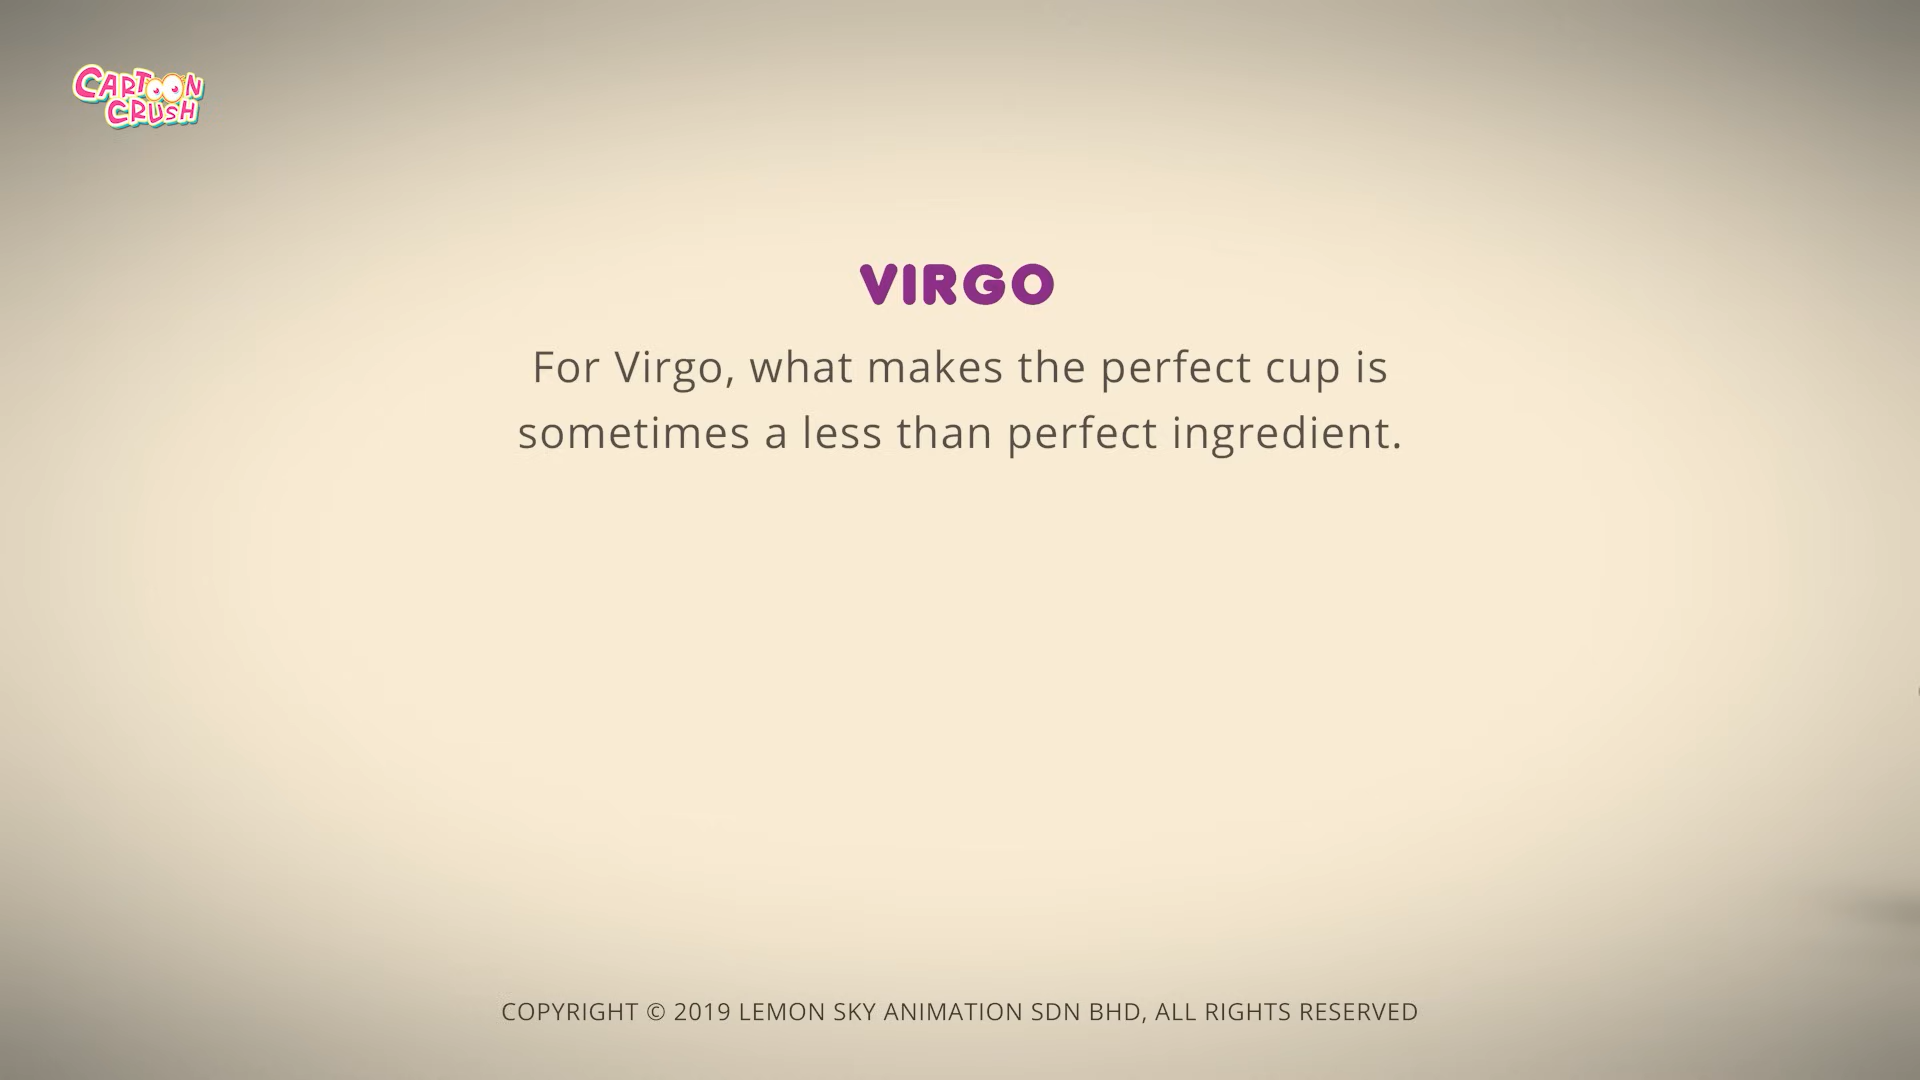 CARTOON
CRUSH
VIRGO
For Virgo, what makes the perfect cup is
sometimes a less than perfect ingredient.
COPYRIGHT © 2019 LEMON SKY ANIMATION SDN BHD, ALL RIGHTS RESERVED